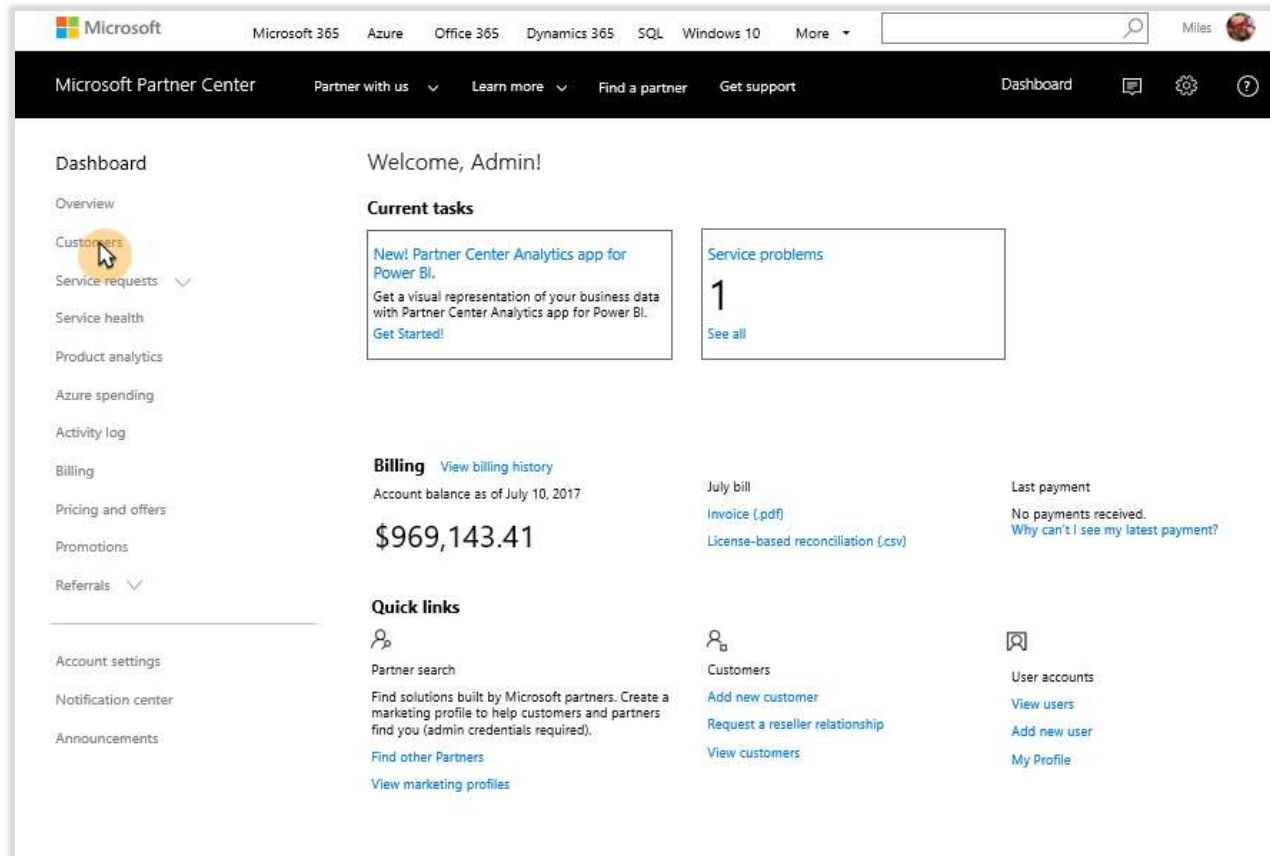 Microsoft
Microsoft 365 Azure Office 365 Dynamics 365 SQL Windows 10 More
Miles
Microsoft Partner Center Partner with us Learn more Find a partner Get support Dashboard
Dashboard
Overview
Customers
Service requests
Service health
Product analytics
Azure spending
Activity log
Billing
Pricing and offers
Promotions
Referrals
Account settings
Notification center
Announcements
Welcome, Admin!
Current tasks
New! Partner Center Analytics app for
Power BI.
Get a visual representation of your business data
with Partner Center Analytics app for Power BI.
Get Started!
Service problems
1
See all
Billing View billing history
Account balance as of July 10, 2017
$969,143.41
July bill
Invoice (.pdf)
License-based reconciliation (.csv)
Last payment
No payments received.
Why can't I see my latest payment?
Quick links
Partner search
Find solutions built by Microsoft partners. Create a
marketing profile to help customers and partners
find you (admin credentials required).
Find other Partners
View marketing profiles
Customers
Add new customer
Request a reseller relationship
View customers
User accounts
View users
Add new user
My Profile